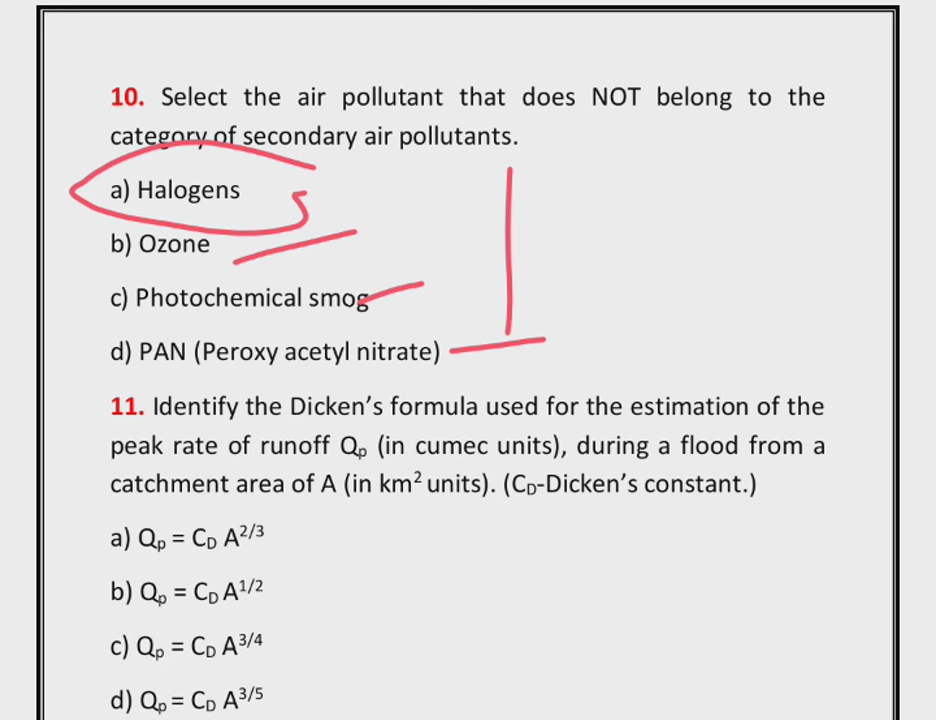 10. Select the air pollutant that does NOT belong to the
category of secondary air pollutants.
a) Halogens
b) Ozone
c) Photochemical smog
d) PAN (Peroxy acetyl nitrate)
11. Identify the Dicken’s formula used for the estimation of the
peak rate of runoff Qₚ (in cumec units), during a flood from a
catchment area of A (in km² units). (C_D-Dicken’s constant.)
a) Qₚ = C_D A^2/3
b) Qₚ = C_D A^1/2
c) Qₚ = C_D A^3/4
d) Qₚ = C_D A^3/5